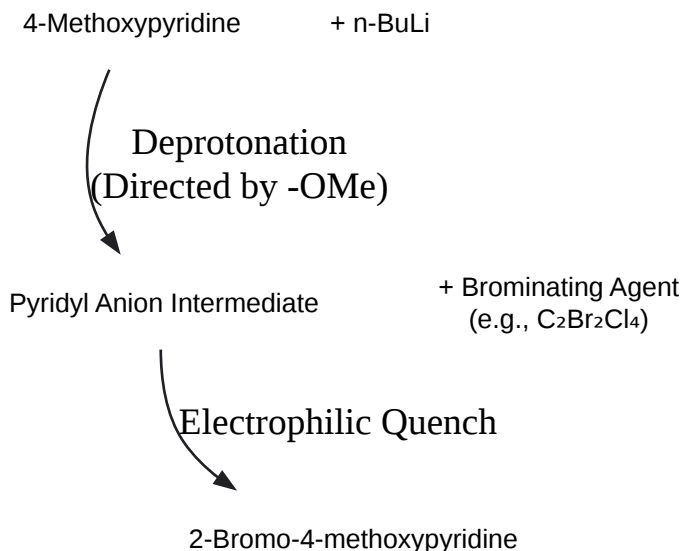 4-Methoxypyridine
+ n-BuLi
Deprotonation
(Directed by -OMe)
Pyridyl Anion Intermediate
+ Brominating Agent
(e.g., C₂Br₂Cl₄)
Electrophilic Quench
2-Bromo-4-methoxypyridine